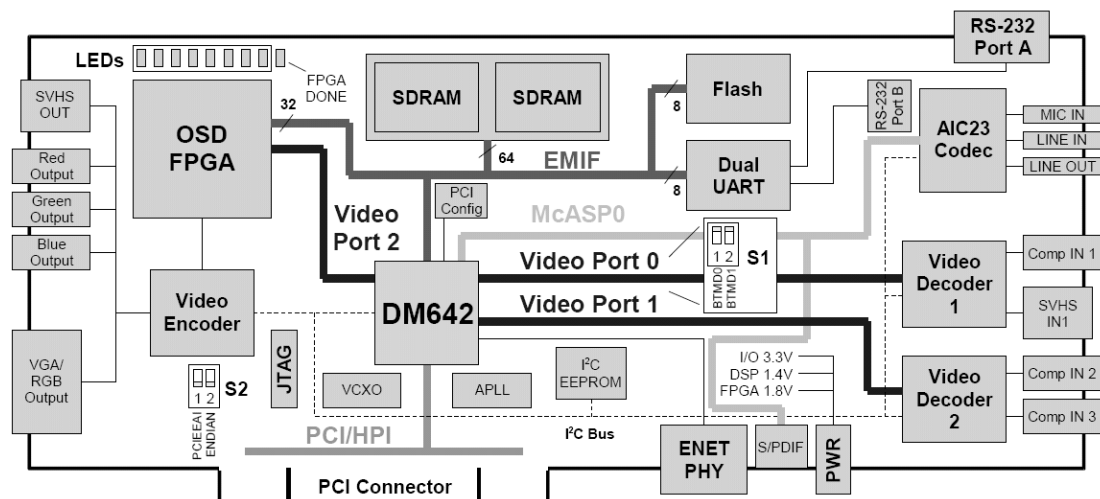 RS-232
Port A
LEDs
FPGA
DONE
SVHS
OUT
OSD
FPGA
32
SDRAM
SDRAM
64
EMIF
8
Flash
8
Dual
UART
RS-232
Port B
AIC23
Codec
MIC IN
LINE IN
LINE OUT
Red
Output
Green
Output
Blue
Output
PCI
Config
McASP0
Video
Port 2
Video Port 0
1 2
BTMD0
BTMD1
S1
Video Port 1
Video
Encoder
DM642
Video
Decoder
1
Comp IN 1
SVHS
IN1
VGA/
RGB
Output
1 2
S2
PCIEEAI
ENDIAN
JTAG
VCXO
APLL
I²C
EEPROM
I/O 3.3V
DSP 1.4V
FPGA 1.8V
Video
Decoder
2
Comp IN 2
Comp IN 3
PCI/HPI
I²C Bus
ENET
PHY
S/PDIF
PWR
PCI Connector